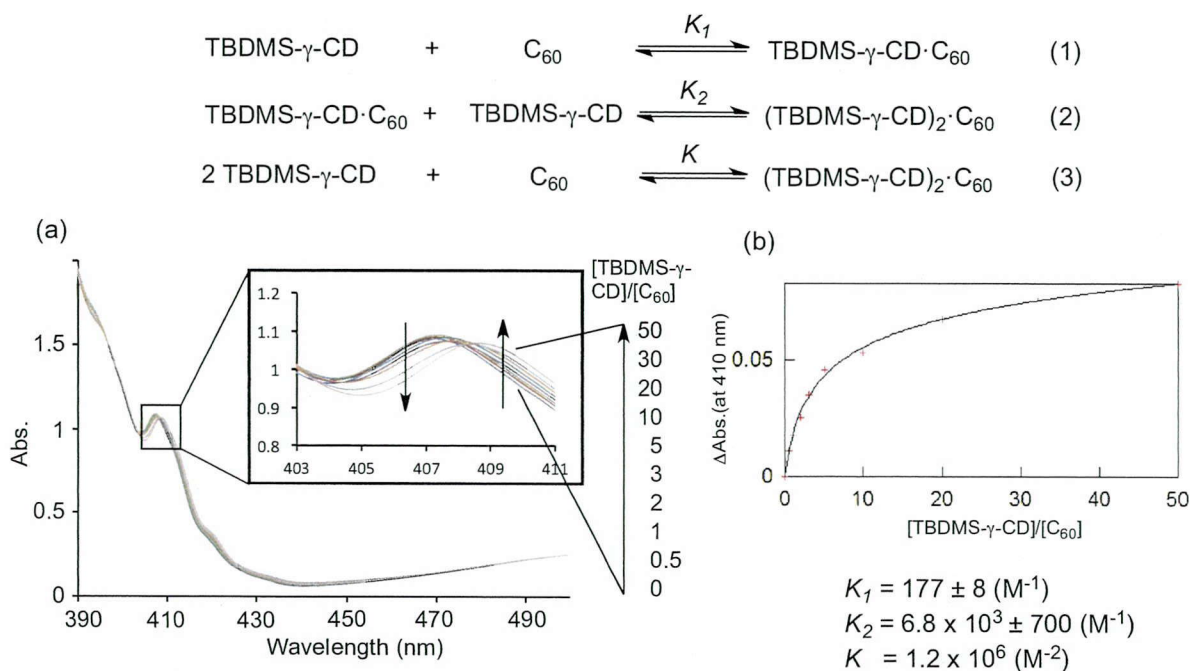 K₁
TBDMS-γ-CD + C₆₀ TBDMS-γ-CD·C₆₀ (1)
K₂
TBDMS-γ-CD·C₆₀ + TBDMS-γ-CD (TBDMS-γ-CD)₂·C₆₀ (2)
K
2 TBDMS-γ-CD + C₆₀ (TBDMS-γ-CD)₂·C₆₀ (3)
(a)
Abs.
1.5
1
0.5
0
390 410 430 450 470 490
Wavelength (nm)
1.2
1.1
1
0.9
0.8
403 405 407 409 411
[TBDMS-γ-
CD]/[C₆₀]
50
30
20
10
5
3
2
1
0.5
0
(b)
ΔAbs.(at 410 nm)
0.05
0
0 10 20 30 40 50
[TBDMS-γ-CD]/[C₆₀]
K₁ = 177 ± 8 (M⁻¹)
K₂ = 6.8 x 10³ ± 700 (M⁻¹)
K = 1.2 x 10⁶ (M⁻²)